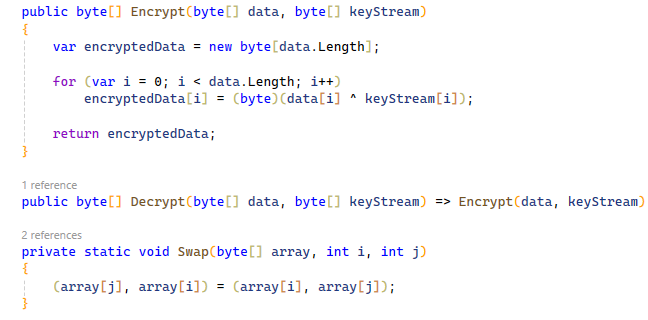 public byte[] Encrypt(byte[] data, byte[] keyStream)
{
    var encryptedData = new byte[data.Length];
    for (var i = 0; i < data.Length; i++)
        encryptedData[i] = (byte)(data[i] ^ keyStream[i]);
    return encryptedData;
}
1 reference
public byte[] Decrypt(byte[] data, byte[] keyStream) => Encrypt(data, keyStream)
2 references
private static void Swap(byte[] array, int i, int j)
{
    (array[j], array[i]) = (array[i], array[j]);
}